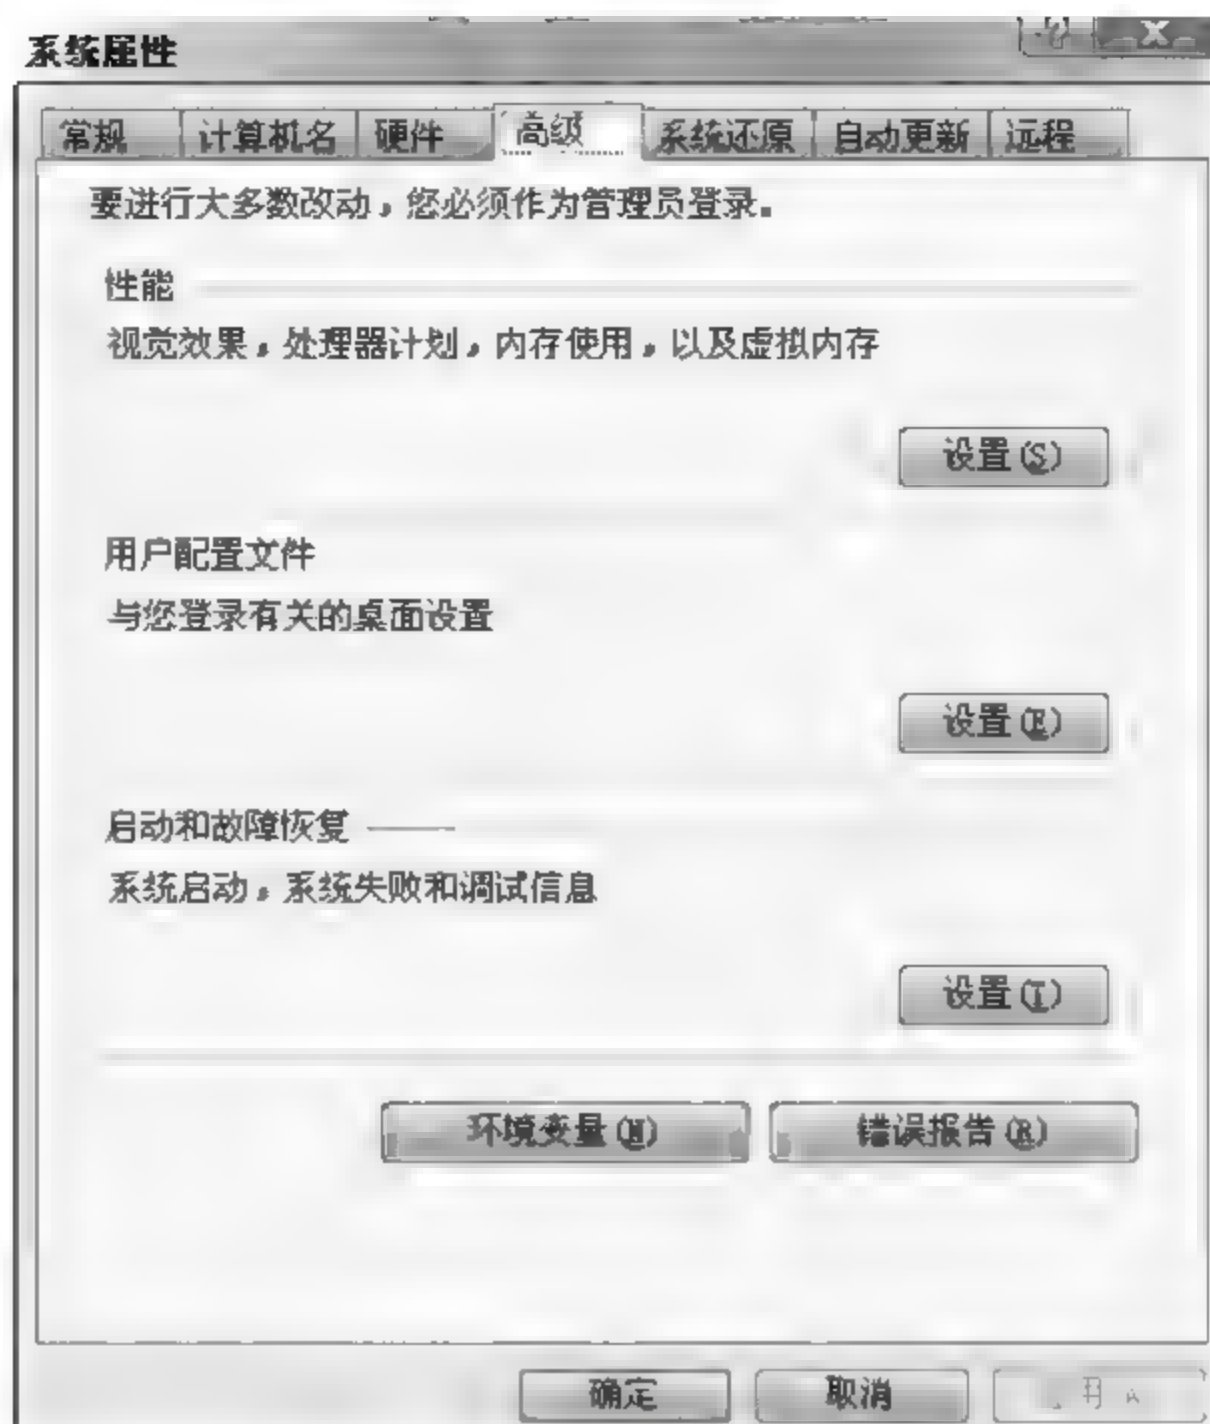 系统属性
常规 计算机名 硬件 高级 系统还原 自动更新 远程
要进行大多数改动，您必须作为管理员登录。
性能
视觉效果，处理器计划，内存使用，以及虚拟内存
设置(S)
用户配置文件
与您登录有关的桌面设置
设置(E)
启动和故障恢复
系统启动，系统失败和调试信息
设置(T)
环境变量(N) 错误报告(R)
确定 取消